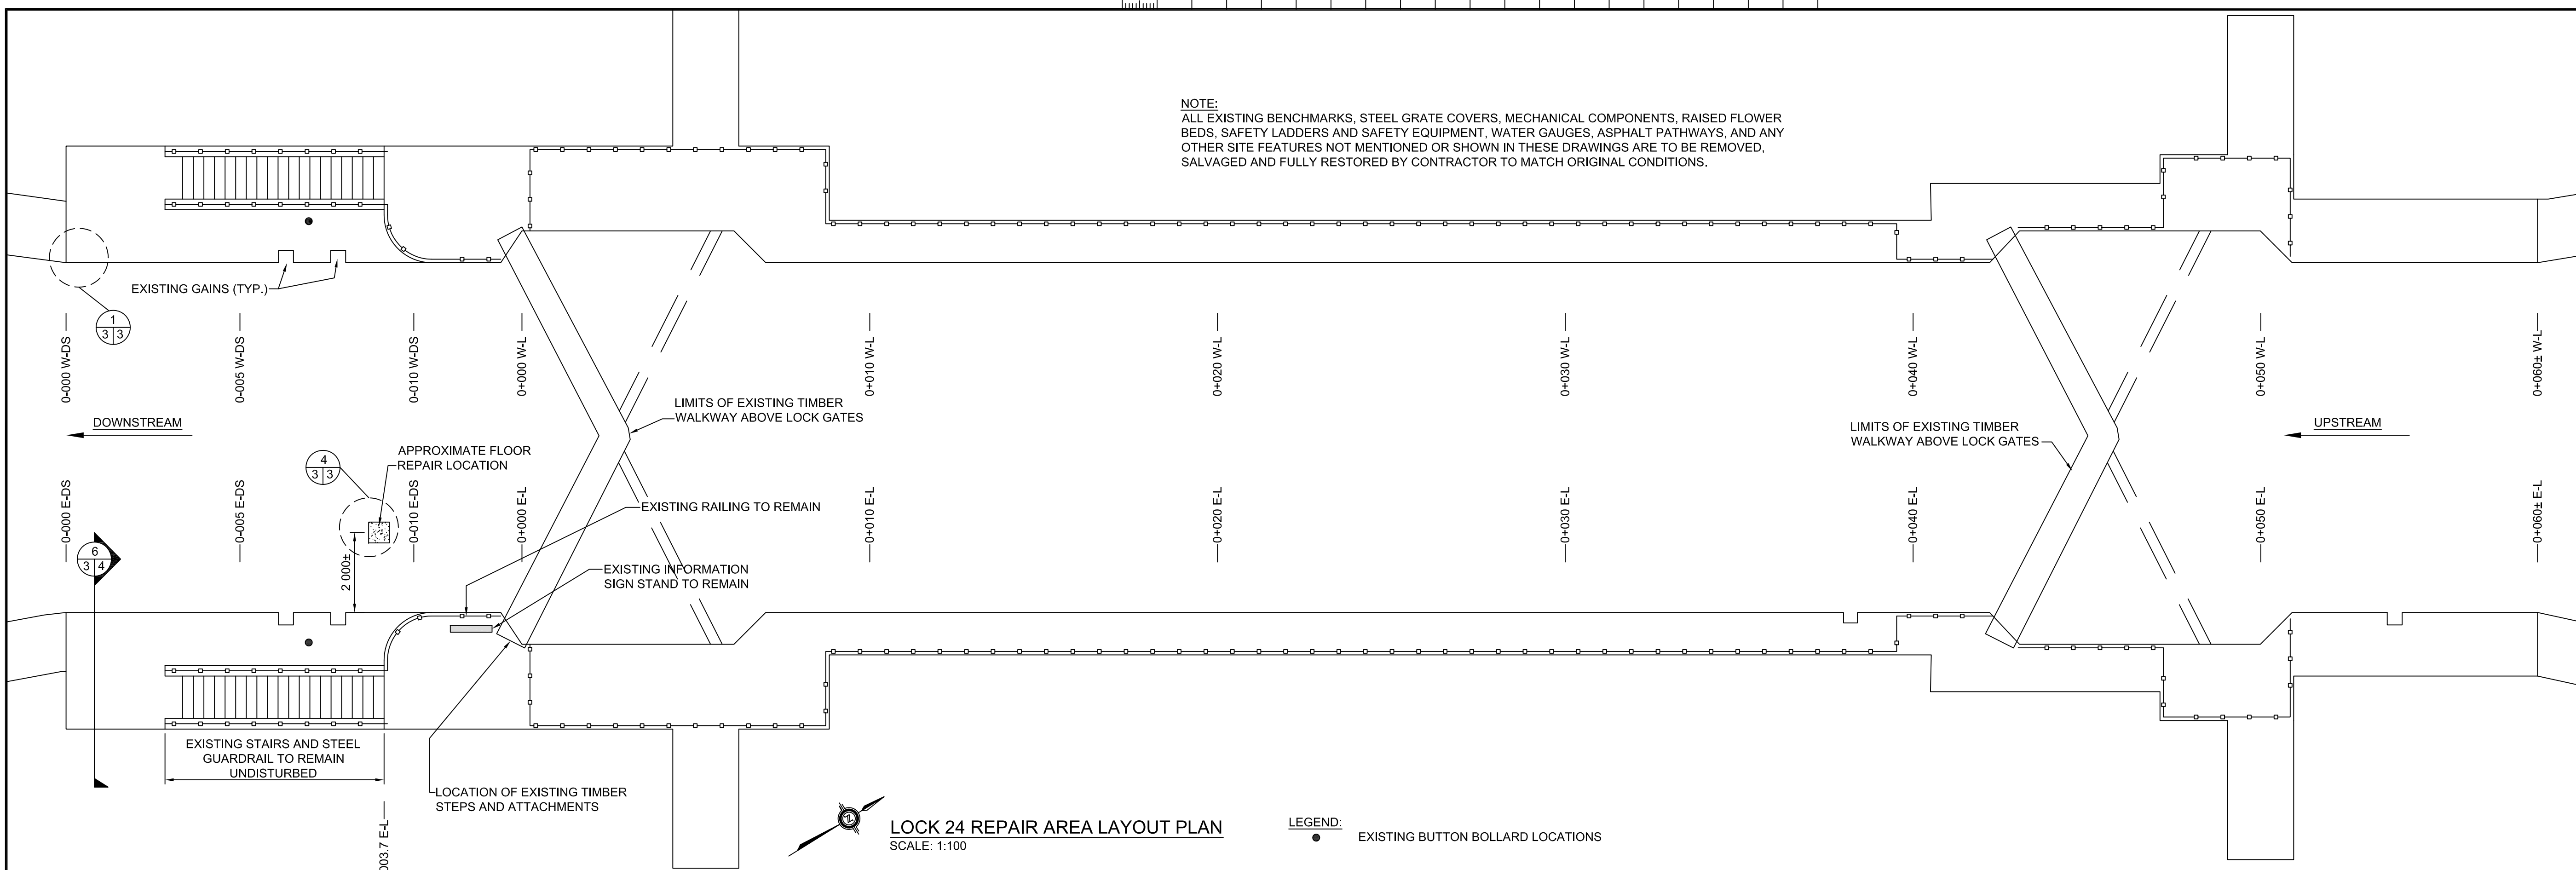 NOTE:
ALL EXISTING BENCHMARKS, STEEL GRATE COVERS, MECHANICAL COMPONENTS, RAISED FLOWER
BEDS, SAFETY LADDERS AND SAFETY EQUIPMENT, WATER GAUGES, ASPHALT PATHWAYS, AND ANY
OTHER SITE FEATURES NOT MENTIONED OR SHOWN IN THESE DRAWINGS ARE TO BE REMOVED,
SALVAGED AND FULLY RESTORED BY CONTRACTOR TO MATCH ORIGINAL CONDITIONS.
EXISTING GAINS (TYP.)
1
3 3
0-000 W-DS
0-005 W-DS
0-010 W-DS
0+000 W-L
0+010 W-L
0+020 W-L
0+030 W-L
0+040 W-L
0+050 W-L
0+060± W-L
DOWNSTREAM
LIMITS OF EXISTING TIMBER
WALKWAY ABOVE LOCK GATES
LIMITS OF EXISTING TIMBER
WALKWAY ABOVE LOCK GATES
UPSTREAM
4
3 3
APPROXIMATE FLOOR
REPAIR LOCATION
0-000 E-DS
0-005 E-DS
0-010 E-DS
0+000 E-L
0+010 E-L
0+020 E-L
0+030 E-L
0+040 E-L
0+050 E-L
0+060± E-L
EXISTING RAILING TO REMAIN
6
3 4
2 000±
EXISTING INFORMATION
SIGN STAND TO REMAIN
EXISTING STAIRS AND STEEL
GUARDRAIL TO REMAIN
UNDISTURBED
LOCATION OF EXISTING TIMBER
STEPS AND ATTACHMENTS
003.7 E-L
Z
LOCK 24 REPAIR AREA LAYOUT PLAN
SCALE: 1:100
LEGEND:
EXISTING BUTTON BOLLARD LOCATIONS